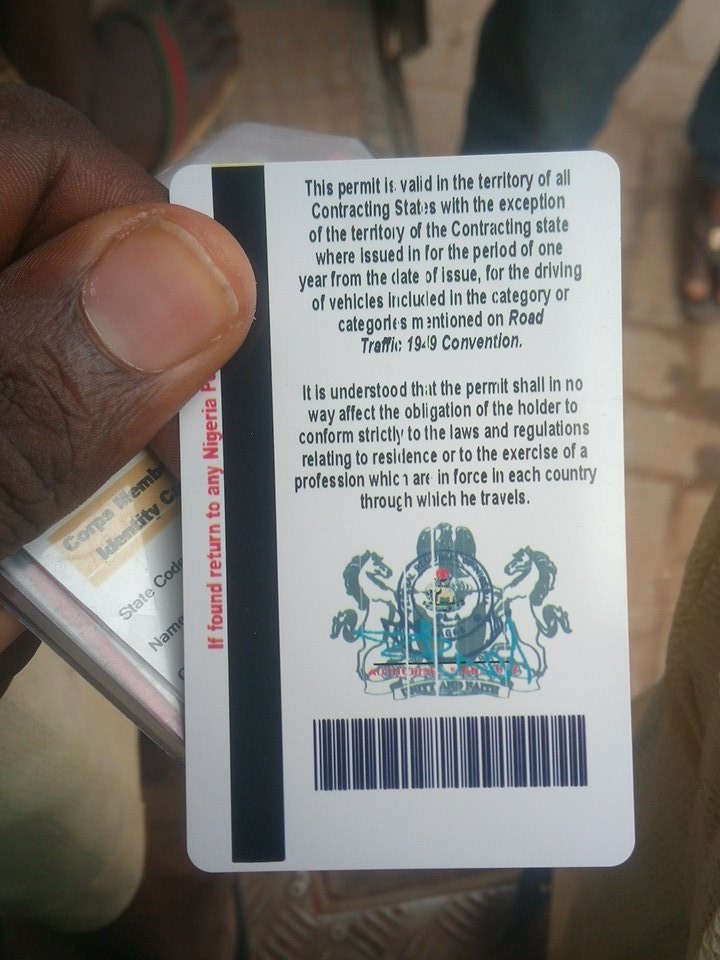 This permit is valid in the territory of all
Contracting States with the exception
of the territory of the Contracting state
where issued in for the period of one
year from the date of issue, for the driving
of vehicles included in the category or
categories mentioned on Road
Traffic 1949 Convention.
It is understood that the permit shall in no
way affect the obligation of the holder to
conform strictly to the laws and regulations
relating to residence or to the exercise of a
profession which are in force in each country
through which he travels.
UNITY AND FAITH
If found return to any Nigeria
Corps
Identity
State Code
Name